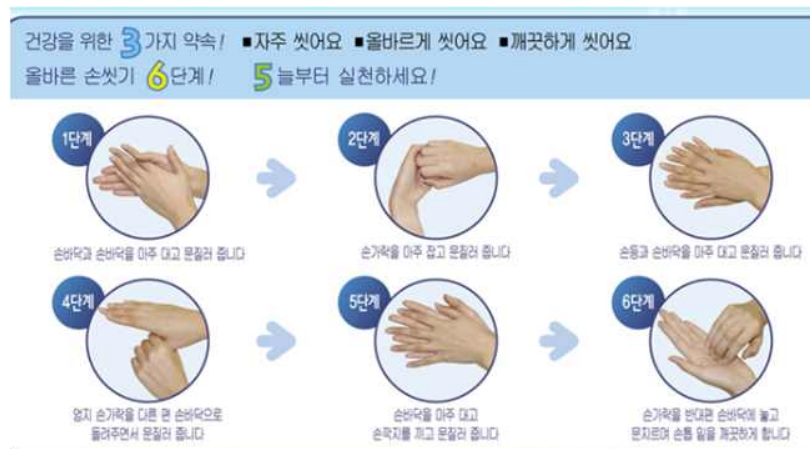 건강을 위한 3가지 약속! ■자주 씻어요 ■올바르게 씻어요 ■깨끗하게 씻어요
올바른 손씻기 6단계! 5늘부터 실천하세요!
1단계
손바닥과 손바닥을 마주 대고 문질러 줍니다
2단계
손가락을 마주 잡고 문질러 줍니다
3단계
손등과 손바닥을 마주 대고 문질러 줍니다
4단계
엄지 손가락을 다른 편 손바닥으로
돌려주면서 문질러 줍니다
5단계
손바닥을 마주 대고
손깍지를 끼고 문질러 줍니다
6단계
손가락을 반대편 손바닥에 놓고
문지르며 손톱 밑을 깨끗하게 합니다